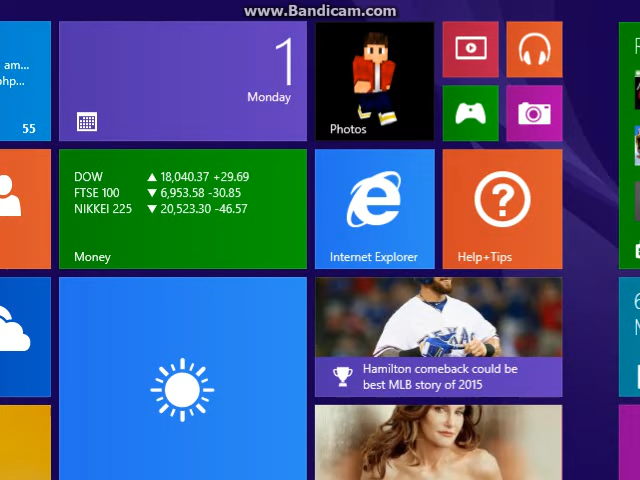 www.Bandicam.com
am...
php...
55
1
Monday
Photos
DOW ▲ 18,040.37 +29.69
FTSE 100 ▼ 6,953.58 -30.85
NIKKEI 225 ▼ 20,523.30 -46.57
Money
Internet Explorer
Help+Tips
TEXAS
Hamilton comeback could be
best MLB story of 2015